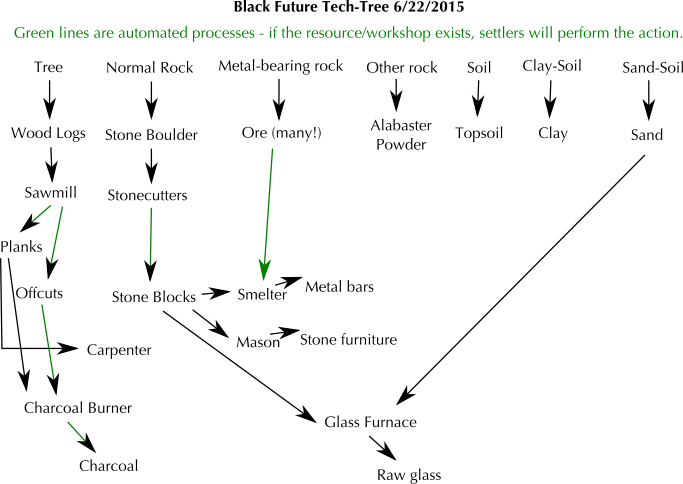 Black Future Tech-Tree 6/22/2015
Green lines are automated processes - if the resource/workshop exists, settlers will perform the action.
Tree
Normal Rock
Metal-bearing rock
Other rock
Soil
Clay-Soil
Sand-Soil
Wood Logs
Stone Boulder
Ore (many!)
Alabaster
Powder
Topsoil
Clay
Sand
Sawmill
Stonecutters
Planks
Offcuts
Stone Blocks
Smelter
Metal bars
Mason
Stone furniture
Carpenter
Charcoal Burner
Glass Furnace
Charcoal
Raw glass